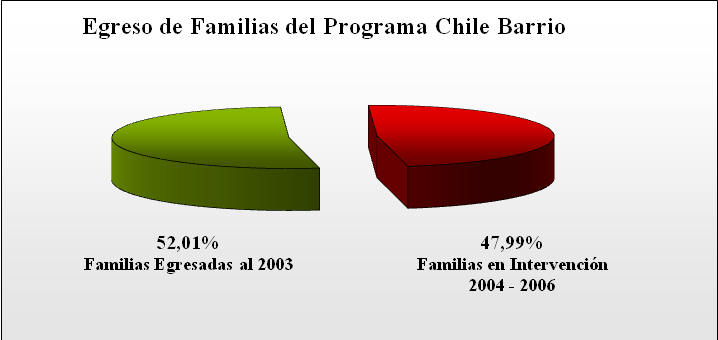 Egreso de Familias del Programa Chile Barrio
52,01%
Familias Egresadas al 2003
47,99%
Familias en Intervención
2004 - 2006